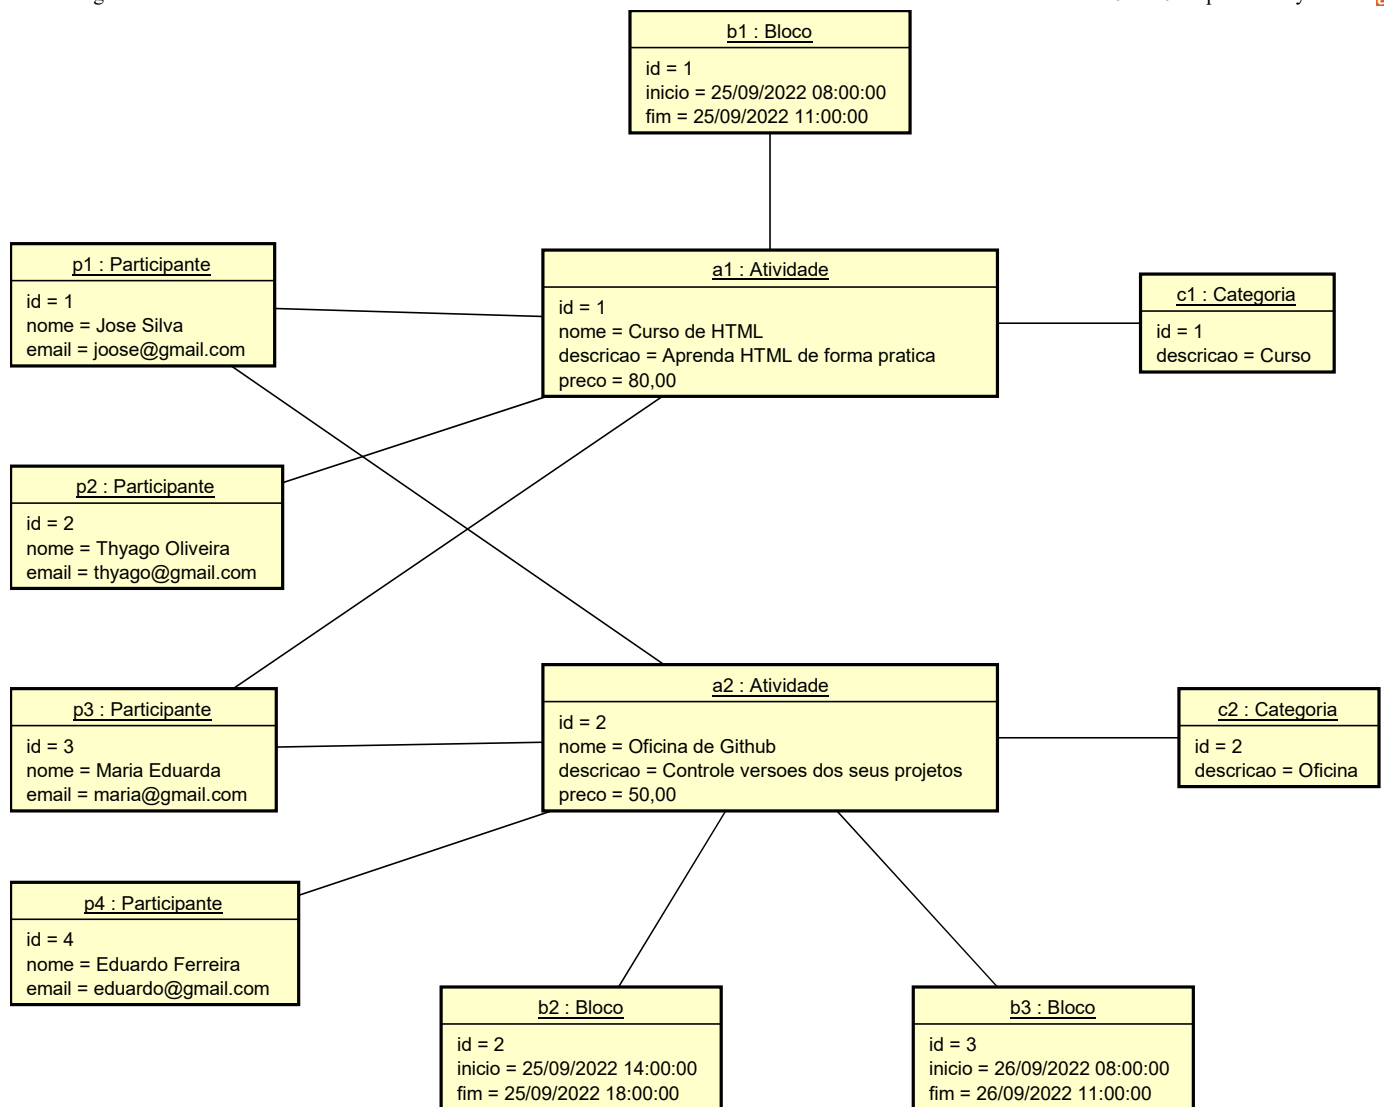 b1 : Bloco
id = 1
inicio = 25/09/2022 08:00:00
fim = 25/09/2022 11:00:00
p1 : Participante
id = 1
nome = Jose Silva
email = joose@gmail.com
a1 : Atividade
id = 1
nome = Curso de HTML
descricao = Aprenda HTML de forma pratica
preco = 80,00
c1 : Categoria
id = 1
descricao = Curso
p2 : Participante
id = 2
nome = Thyago Oliveira
email = thyago@gmail.com
p3 : Participante
id = 3
nome = Maria Eduarda
email = maria@gmail.com
a2 : Atividade
id = 2
nome = Oficina de Github
descricao = Controle versoes dos seus projetos
preco = 50,00
c2 : Categoria
id = 2
descricao = Oficina
p4 : Participante
id = 4
nome = Eduardo Ferreira
email = eduardo@gmail.com
b2 : Bloco
id = 2
inicio = 25/09/2022 14:00:00
fim = 25/09/2022 18:00:00
b3 : Bloco
id = 3
inicio = 26/09/2022 08:00:00
fim = 26/09/2022 11:00:00